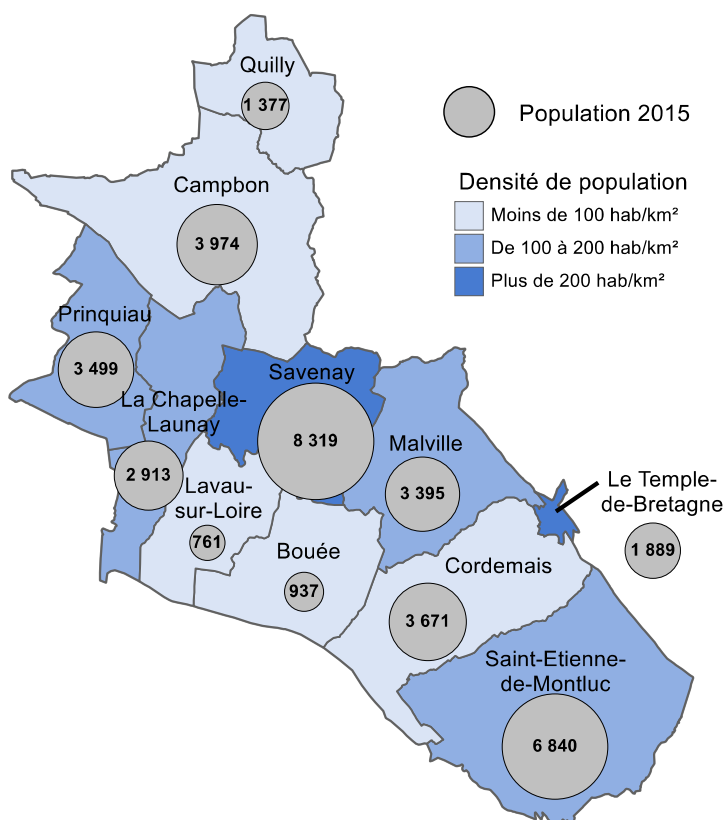 Quilly
1 377
Population 2015
Densité de population
Moins de 100 hab/km²
De 100 à 200 hab/km²
Plus de 200 hab/km²
Campbon
3 974
Prinquiau
3 499
La Chapelle-
Launay
2 913
Savenay
8 319
Malville
3 395
Le Temple-
de-Bretagne
1 889
Lavau-
sur-Loire
761
Bouée
937
Cordemais
3 671
Saint-Etienne-
de-Montluc
6 840